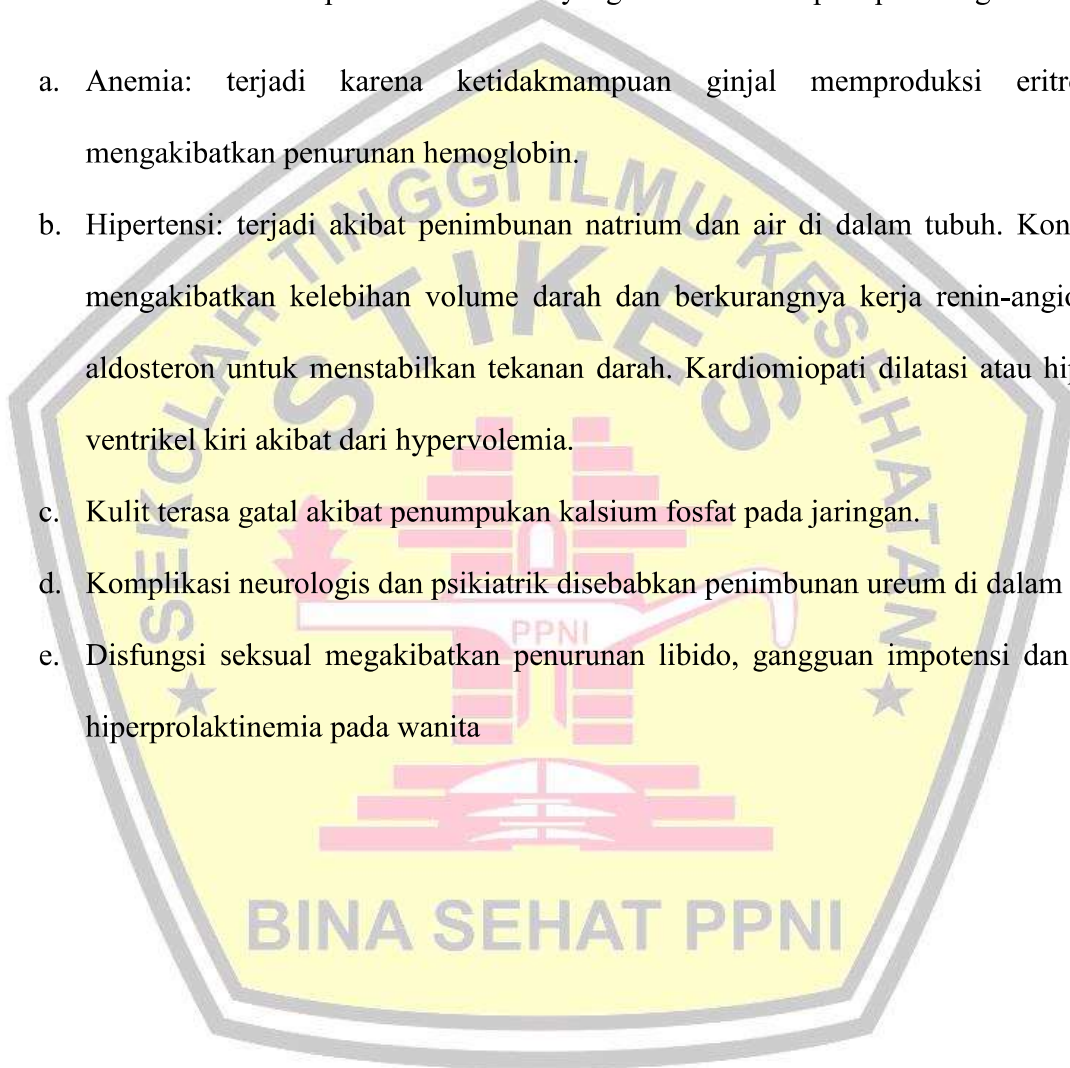 a. Anemia: terjadi karena ketidakmampuan ginjal memproduksi
mengakibatkan penurunan hemoglobin.
b. Hipertensi: terjadi akibat penimbunan natrium dan air di dalam tubuh.
mengakibatkan kelebihan volume darah dan berkurangnya kerja
aldosteron untuk menstabilkan tekanan darah. Kardiomiopati dilatasi atau
ventrikel kiri akibat dari hypervolemia.
c. Kulit terasa gatal akibat penumpukan kalsium fosfat pada jaringan.
d. Komplikasi neurologis dan psikiatrik disebabkan penimbunan ureum di dalam
e. Disfungsi seksual megakibatkan penurunan libido, gangguan impotensi dan
hiperprolaktinemia pada wanita
SEKOLAH TINGGI ILMU KESEHATAN
STIKES
PPNI
BINA SEHAT PPNI